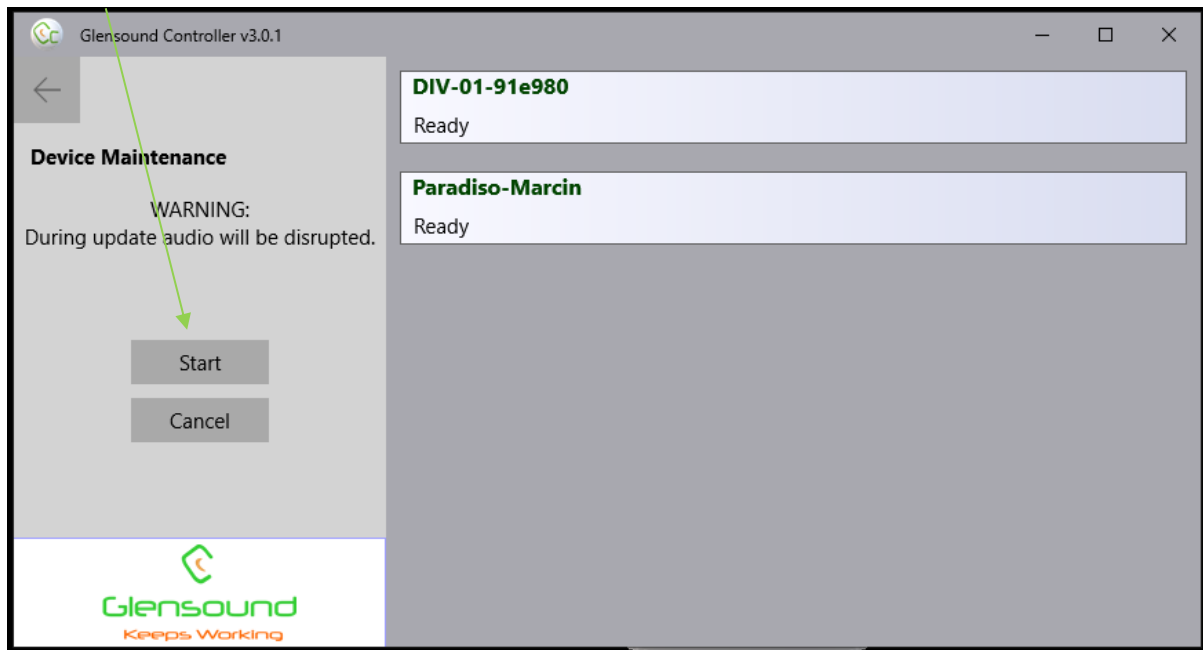 Glensound Controller v3.0.1
Device Maintenance
WARNING:
During update audio will be disrupted.
Start
Cancel
Glensound
Keeps Working
DIV-01-91e980
Ready
Paradiso-Marcin
Ready